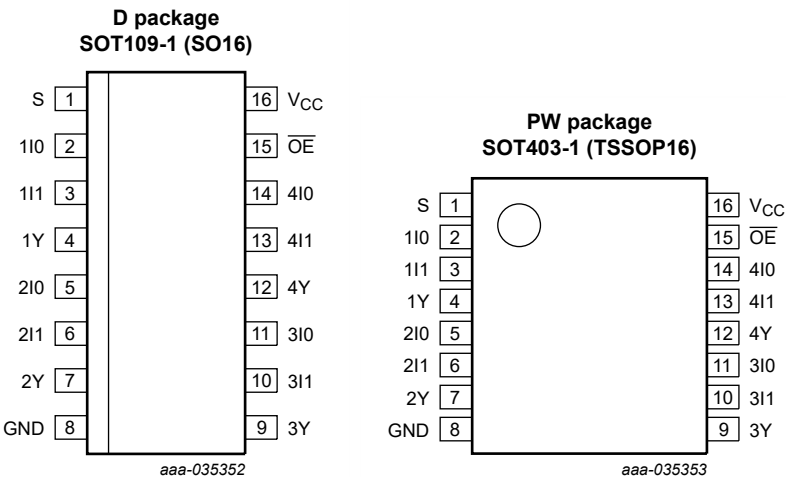 D package
SOT109-1 (SO16)
S 1 16 VCC
1I0 2 15 OE
1I1 3 14 4I0
1Y 4 13 4I1
2I0 5 12 4Y
2I1 6 11 3I0
2Y 7 10 3I1
GND 8 9 3Y
aaa-035352
PW package
SOT403-1 (TSSOP16)
S 1 16 VCC
1I0 2 15 OE
1I1 3 14 4I0
1Y 4 13 4I1
2I0 5 12 4Y
2I1 6 11 3I0
2Y 7 10 3I1
GND 8 9 3Y
aaa-035353